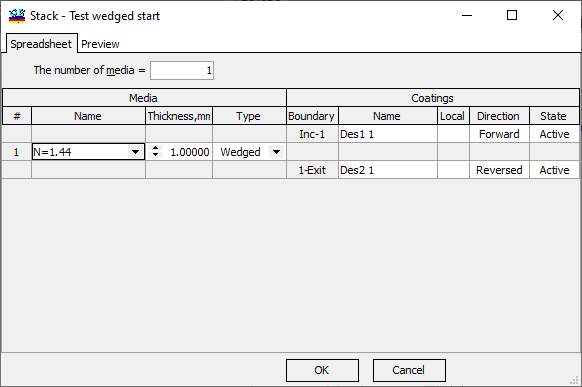 Stack - Test wedged start
Spreadsheet Preview
The number of media = 1
Media Coatings
# Name Thickness,mm Type Boundary Name Local Direction State
Inc-1 Des1 1 Forward Active
1 N=1.44 1.00000 Wedged
1-Exit Des2 1 Reversed Active
OK Cancel